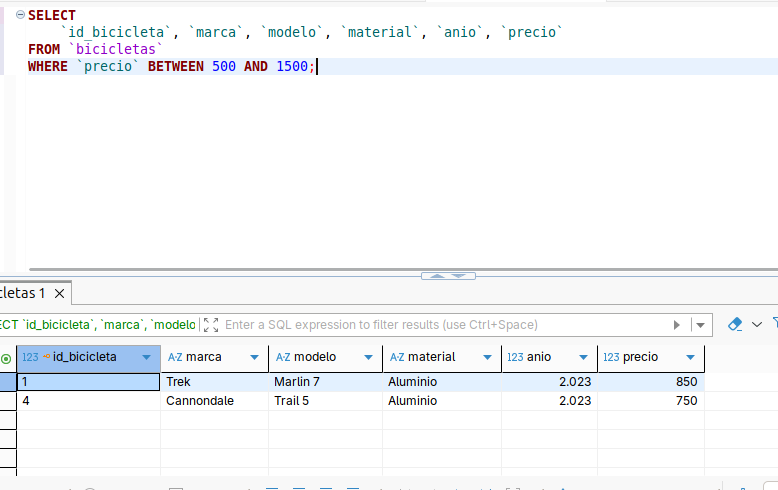 SELECT
`id_bicicleta`, `marca`, `modelo`, `material`, `anio`, `precio`
FROM `bicicletas`
WHERE `precio` BETWEEN 500 AND 1500;
cletas 1
ECT `id_bicicleta`, `marca`, `modelo Enter a SQL expression to filter results (use Ctrl+Space)
123 id_bicicleta A-Z marca A-Z modelo A-Z material 123 anio 123 precio
1 Trek Marlin 7 Aluminio 2.023 850
4 Cannondale Trail 5 Aluminio 2.023 750